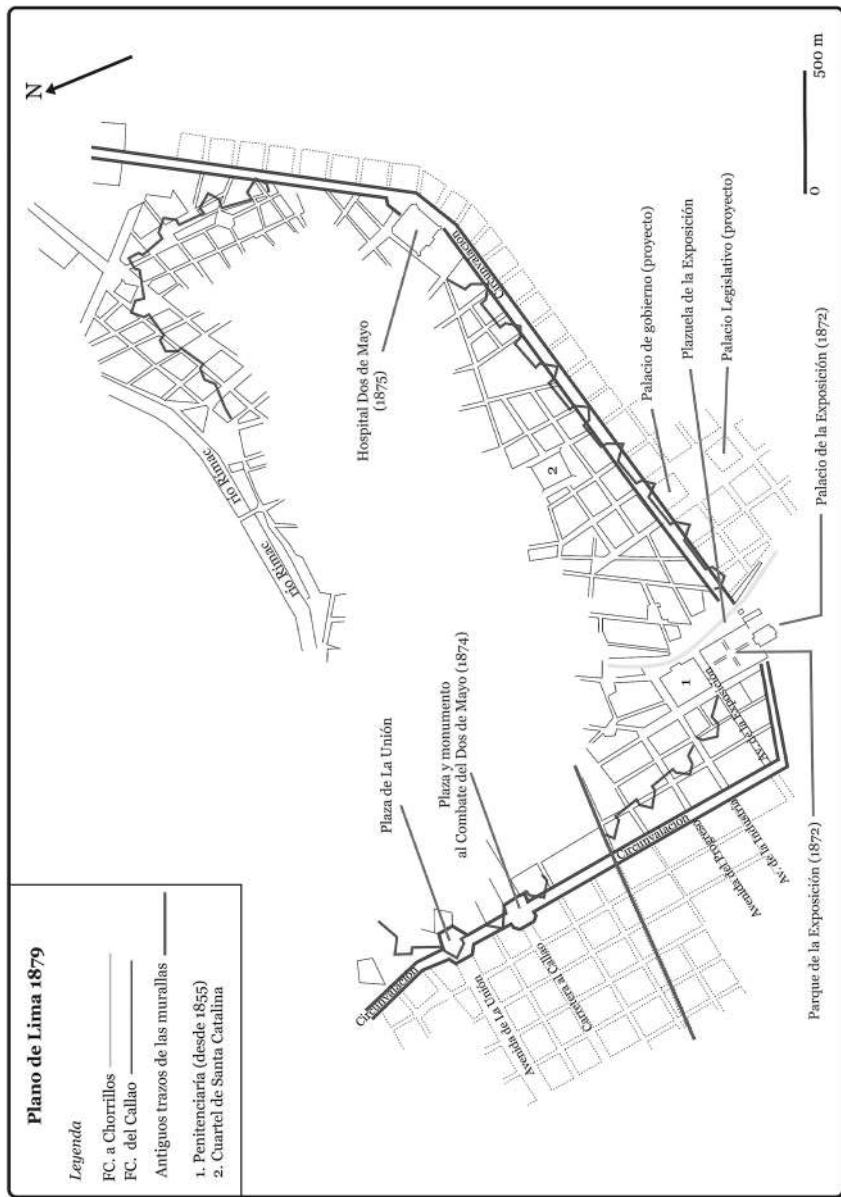 Plano de Lima 1879
Leyenda
FC. a Chorrillos
FC. del Callao
Antiguos trazos de las murallas
1. Penitenciaría (desde 1855)
2. Cuartel de Santa Catalina
N
río Rímac
río Rímac
Hospital Dos de Mayo
(1875)
Circunvalación
2
Palacio de gobierno (proyecto)
Plazuela de la Exposición
Palacio Legislativo (proyecto)
Palacio de la Exposición (1872)
Plaza de La Unión
Plaza y monumento
al Combate del Dos de Mayo (1874)
Circunvalación
Avenida de La Unión
Carretera al Callao
Circunvalación
1
Av. de la Exposición
Avenida del Progreso
Av. de la Industria
Parque de la Exposición (1872)
0
500 m